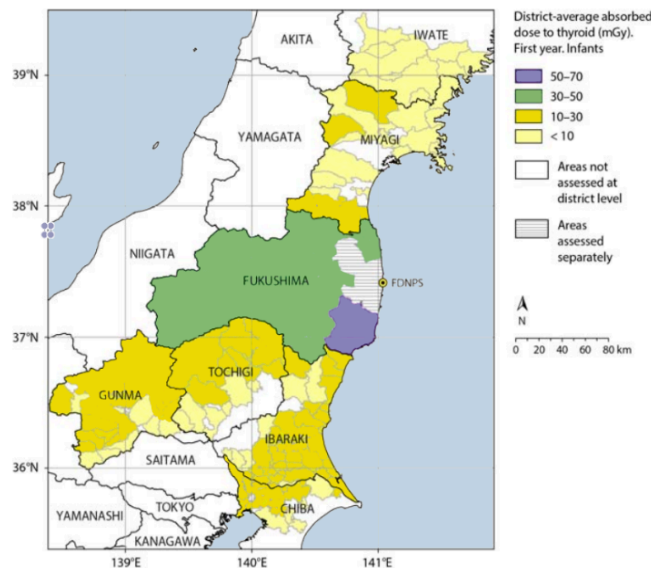 District-average absorbed
dose to thyroid (mGy).
First year. Infants
50–70
30–50
10–30
< 10
Areas not
assessed at
district level
Areas
assessed
separately
N
0 20 40 60 80 km
39°N
38°N
37°N
36°N
139°E
140°E
141°E
AKITA
IWATE
YAMAGATA
MIYAGI
NIIGATA
FUKUSHIMA
FDNPS
TOCHIGI
GUNMA
IBARAKI
SAITAMA
TOKYO
CHIBA
YAMANASHI
KANAGAWA